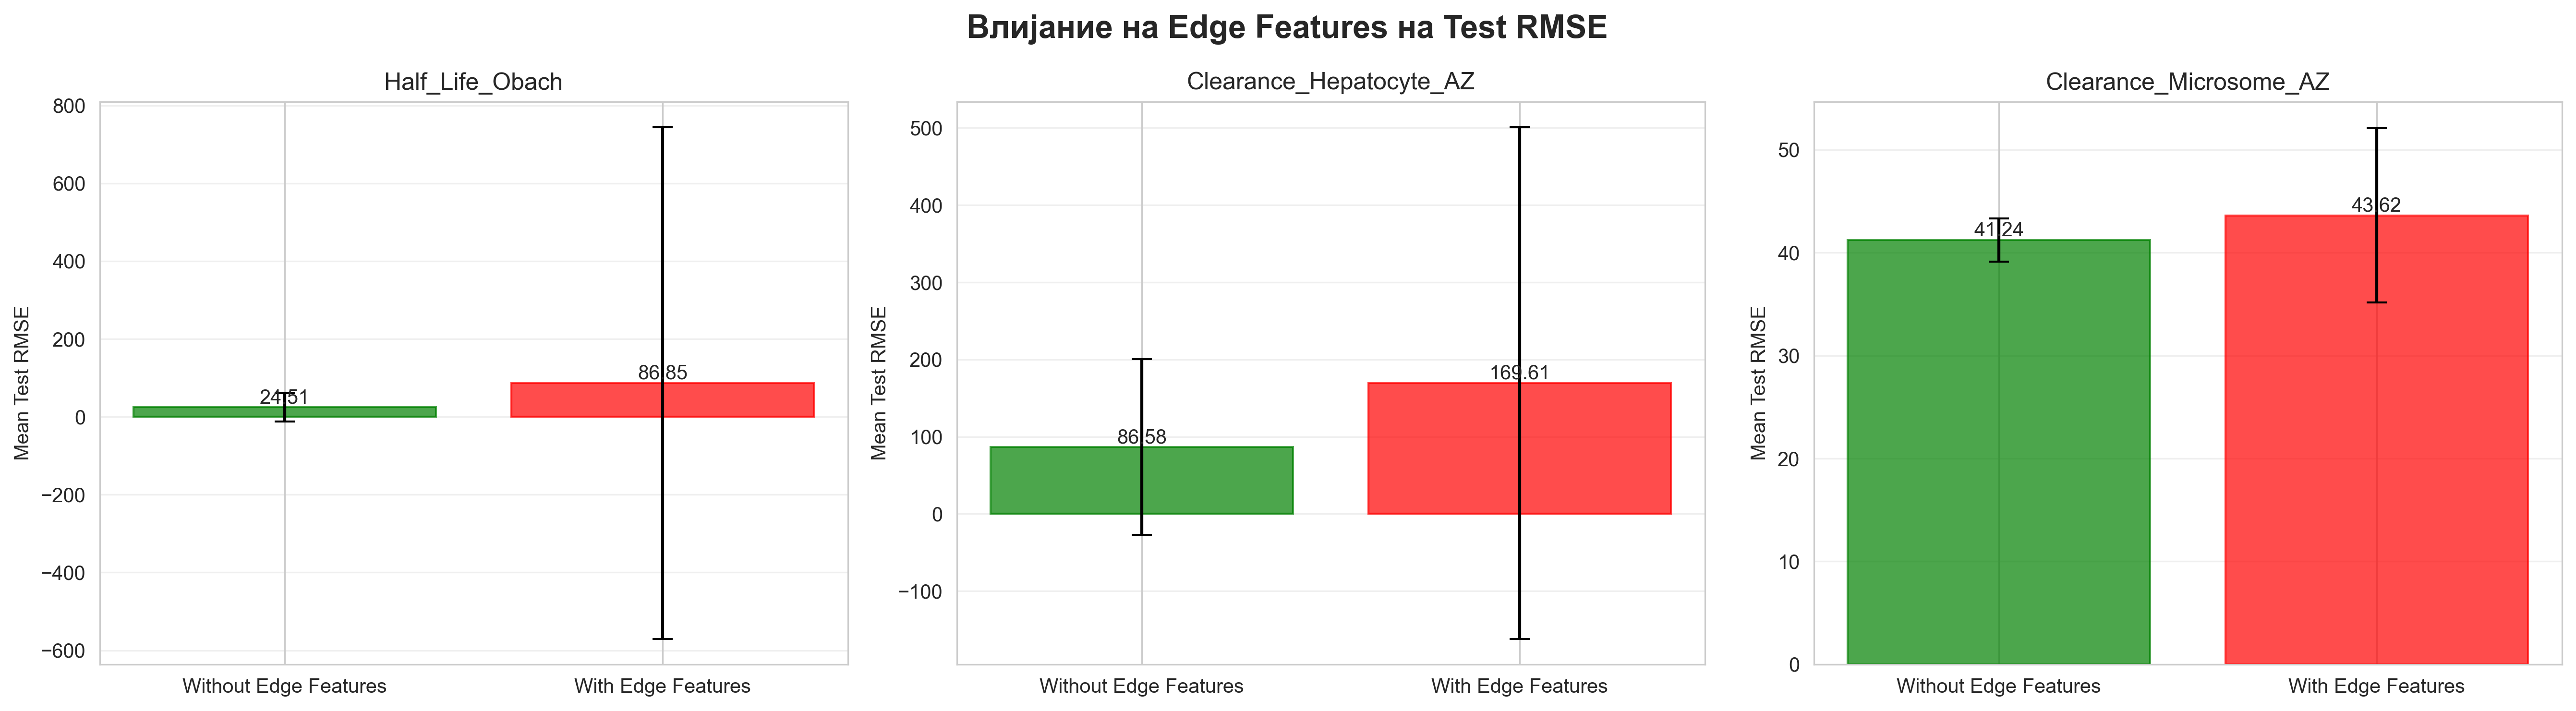 Влијание на Edge Features на Test RMSE
Half_Life_Obach
Mean Test RMSE
800
600
400
200
0
−200
−400
−600
24.51
86.85
Without Edge Features
With Edge Features
Clearance_Hepatocyte_AZ
Mean Test RMSE
500
400
300
200
100
0
−100
86.58
169.61
Without Edge Features
With Edge Features
Clearance_Microsome_AZ
Mean Test RMSE
50
40
30
20
10
0
41.24
43.62
Without Edge Features
With Edge Features